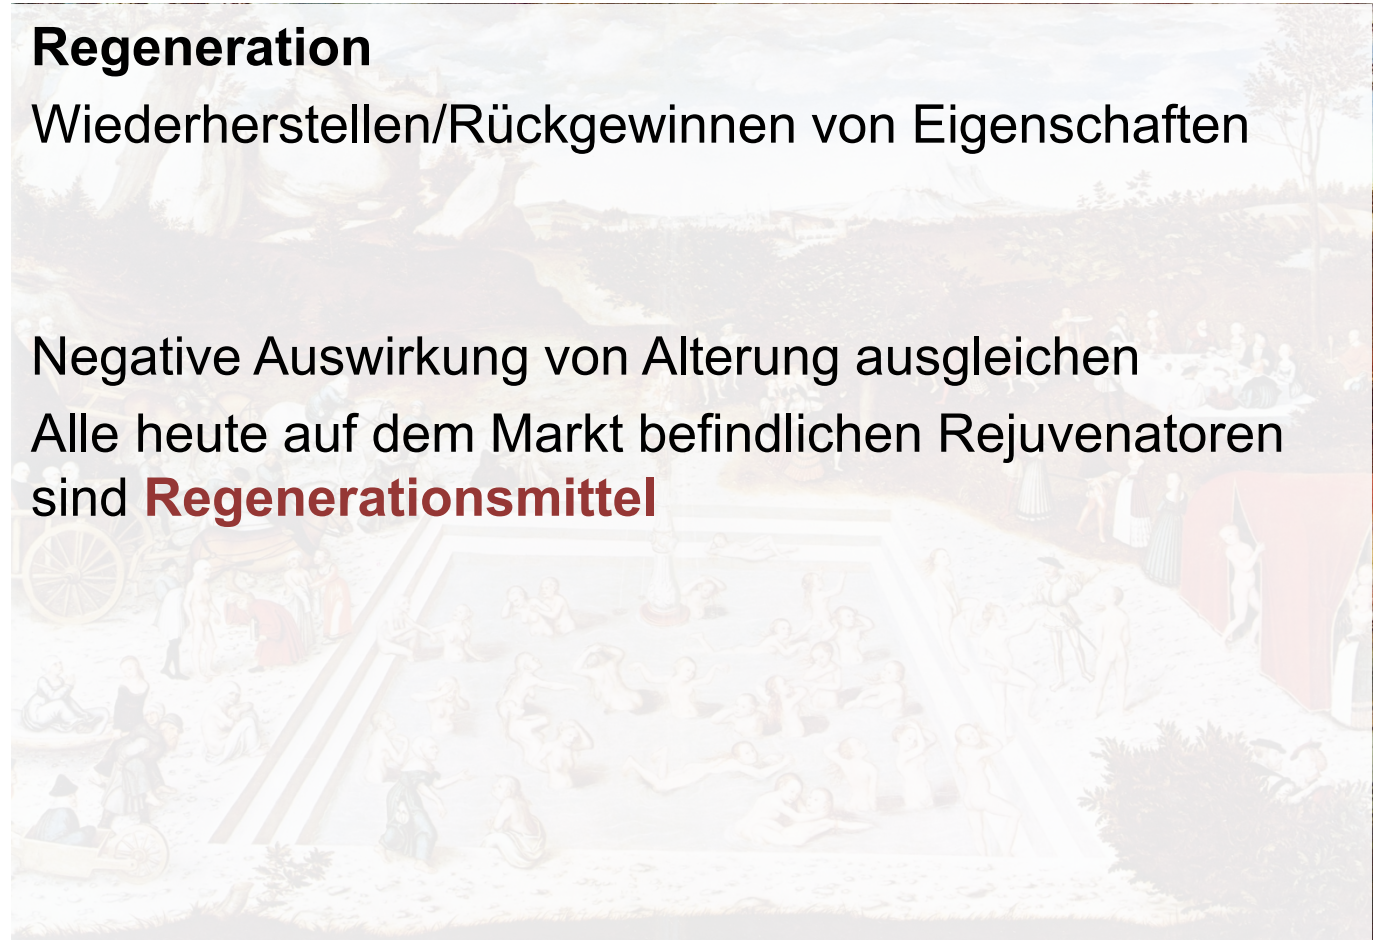 Regeneration
Wiederherstellen/Rückgewinnen von Eigenschaften
Negative Auswirkung von Alterung ausgleichen
Alle heute auf dem Markt befindlichen Rejuvenatoren
sind Regenerationsmittel